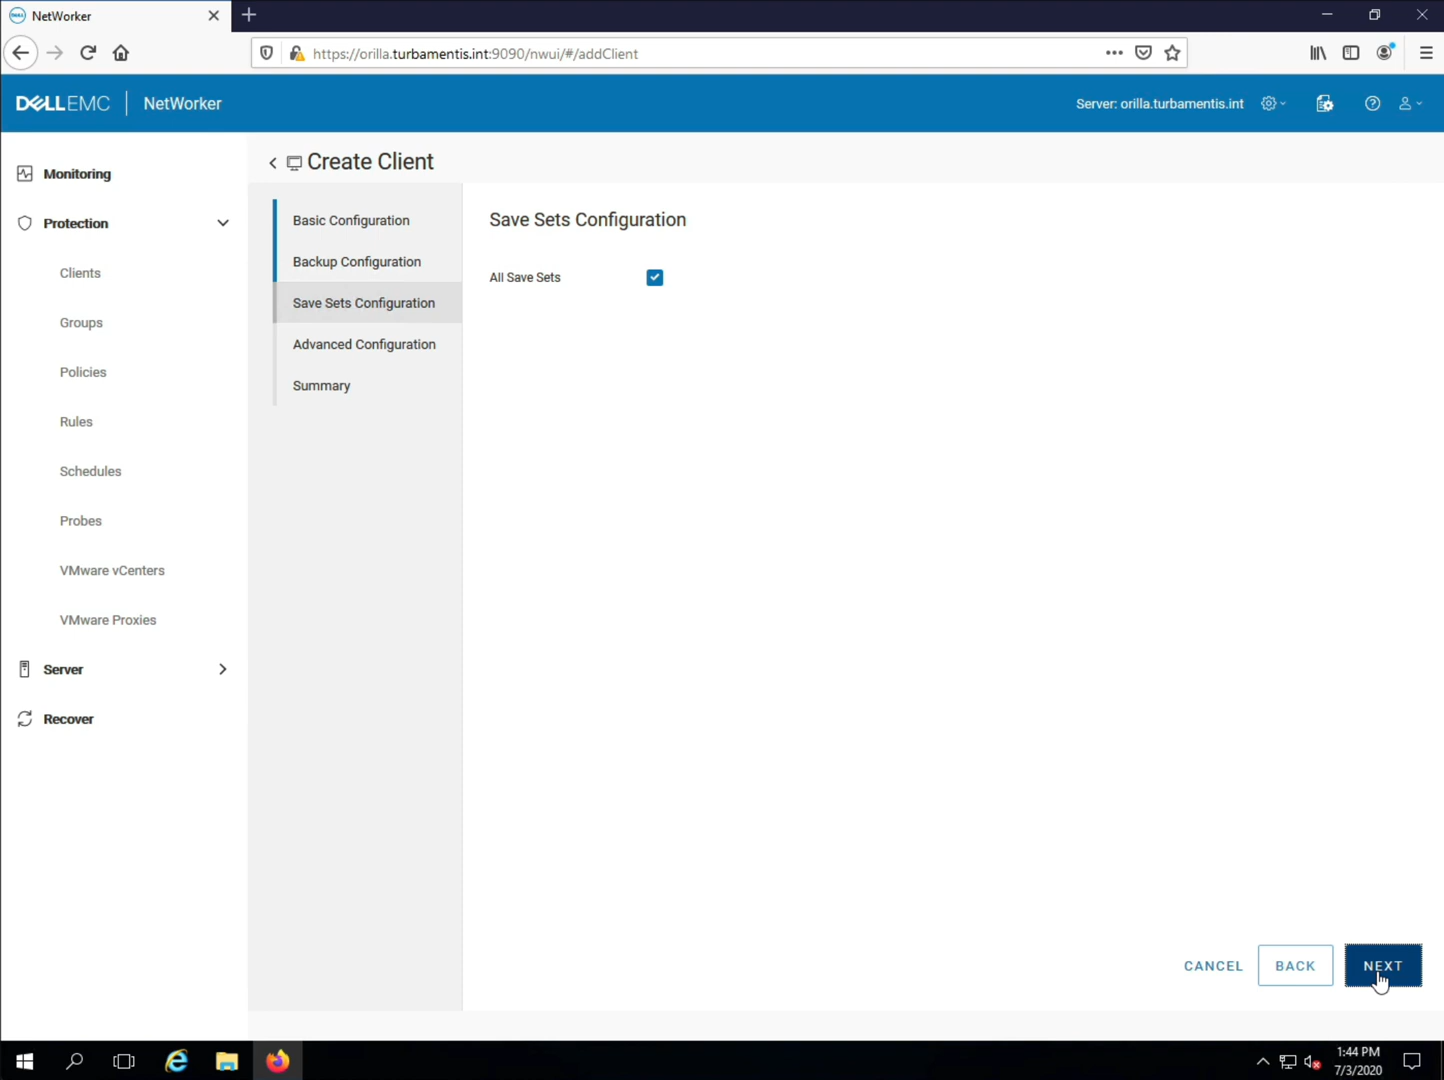 NetWorker
https://orilla.turbamentis.int:9090/nwui/#/addClient
DELLEMC NetWorker
Server: orilla.turbamentis.int
Monitoring
Protection
Clients
Groups
Policies
Rules
Schedules
Probes
VMware vCenters
VMware Proxies
Server
Recover
Create Client
Basic Configuration
Backup Configuration
Save Sets Configuration
Advanced Configuration
Summary
Save Sets Configuration
All Save Sets
CANCEL
BACK
NEXT
1:44 PM
7/3/2020